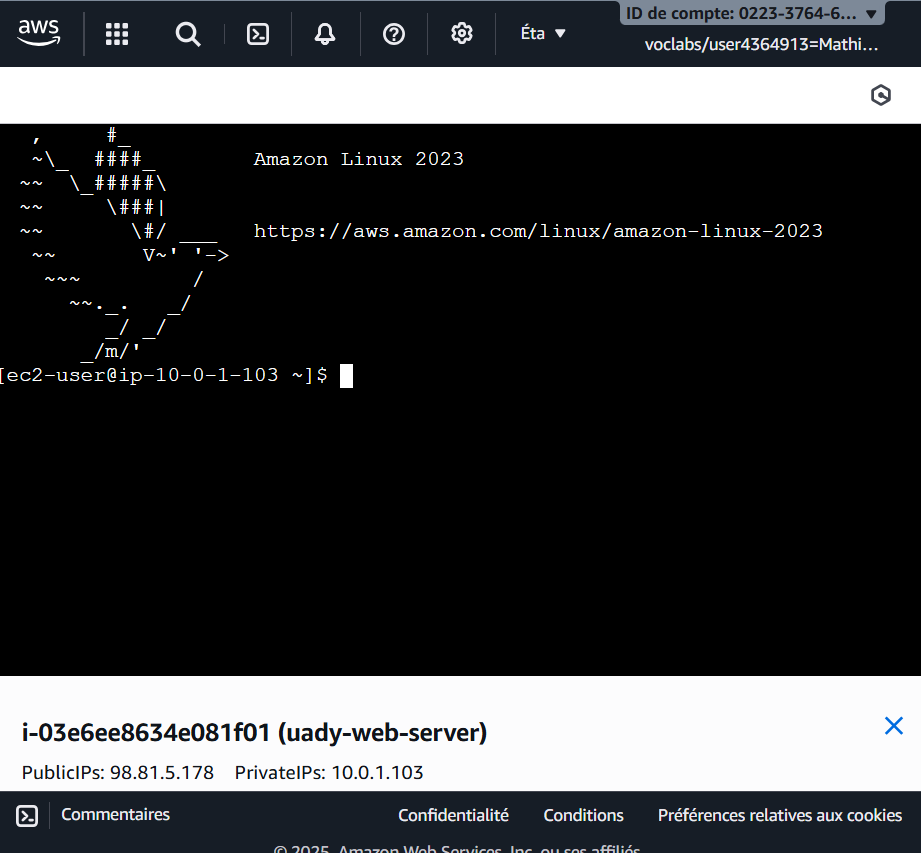 aws
Éta
ID de compte: 0223-3764-6...
voclabs/user4364913=Mathi...
   ,     #_
   ~\_  ####_        Amazon Linux 2023
  ~~  \_#####\
  ~~     \###|
  ~~       \#/ ___   https://aws.amazon.com/linux/amazon-linux-2023
   ~~       V~' '->
    ~~~         /
      ~~._.   _/
         _/ _/
       _/m/'
[ec2-user@ip-10-0-1-103 ~]$
i-03e6ee8634e081f01 (uady-web-server)
PublicIPs: 98.81.5.178 PrivateIPs: 10.0.1.103
Commentaires Confidentialité Conditions Préférences relatives aux cookies
© 2025, Amazon Web Services, Inc. ou ses affiliés.